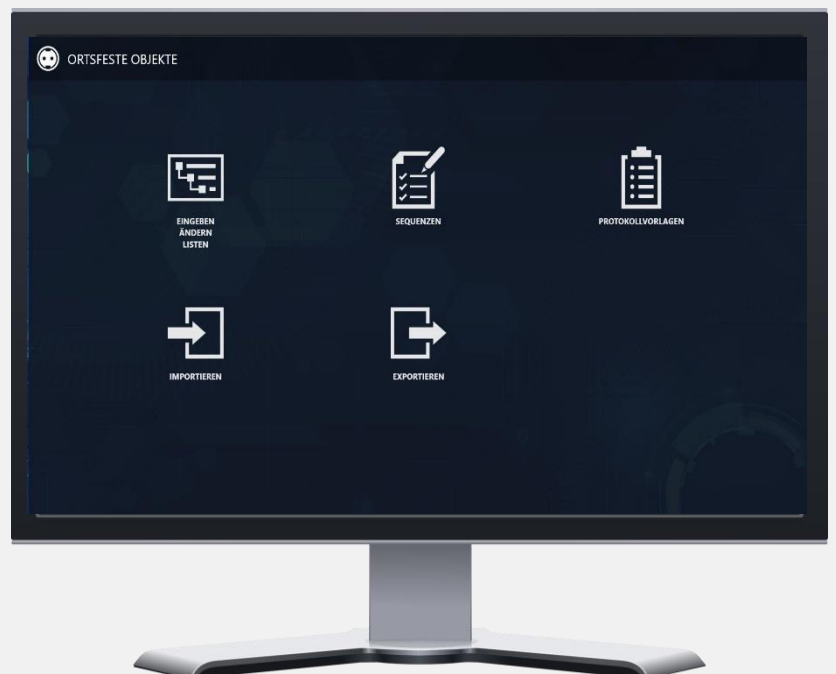 ORTSFESTE OBJEKTE
EINGEBEN
ÄNDERN
LISTEN
SEQUENZEN
PROTOKOLLVORLAGEN
IMPORTIEREN
EXPORTIEREN